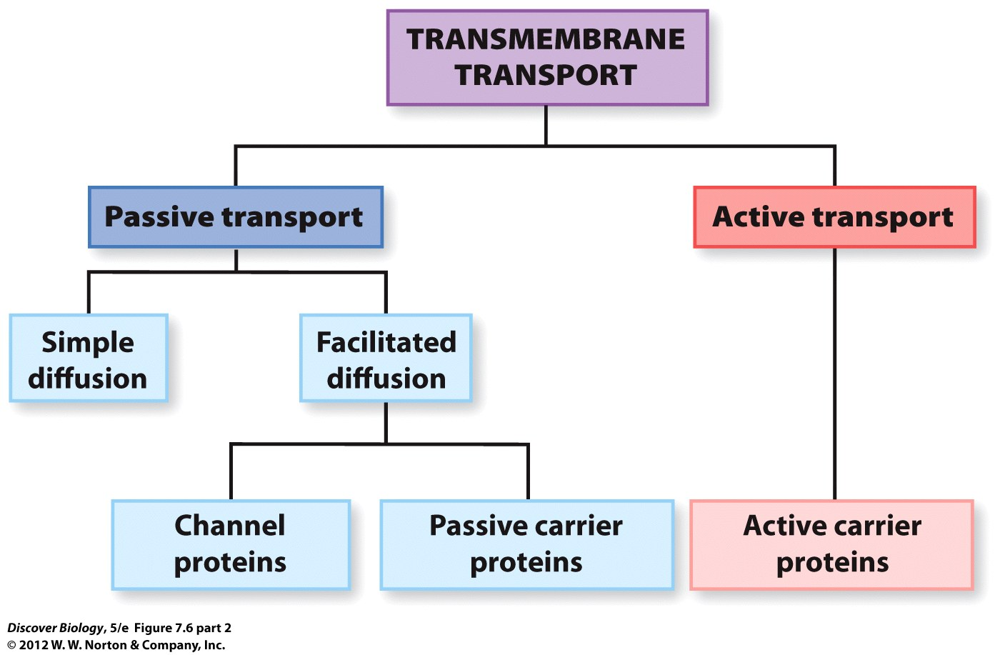 TRANSMEMBRANE
TRANSPORT
Passive transport
Active transport
Simple
diffusion
Facilitated
diffusion
Channel
proteins
Passive carrier
proteins
Active carrier
proteins
Discover Biology, 5/e Figure 7.6 part 2
© 2012 W. W. Norton & Company, Inc.